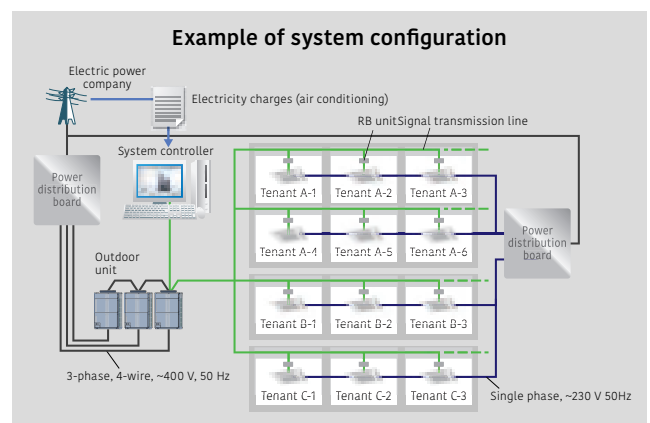 Example of system configuration
Electric power
company
Electricity charges (air conditioning)
RB unitSignal transmission line
System controller
Power
distribution
board
Tenant A-1
Tenant A-2
Tenant A-3
Tenant A-4
Tenant A-5
Tenant A-6
Power
distribution
board
Outdoor
unit
Tenant B-1
Tenant B-2
Tenant B-3
3-phase, 4-wire, ~400 V, 50 Hz
Tenant C-1
Tenant C-2
Tenant C-3
Single phase, ~230 V 50Hz